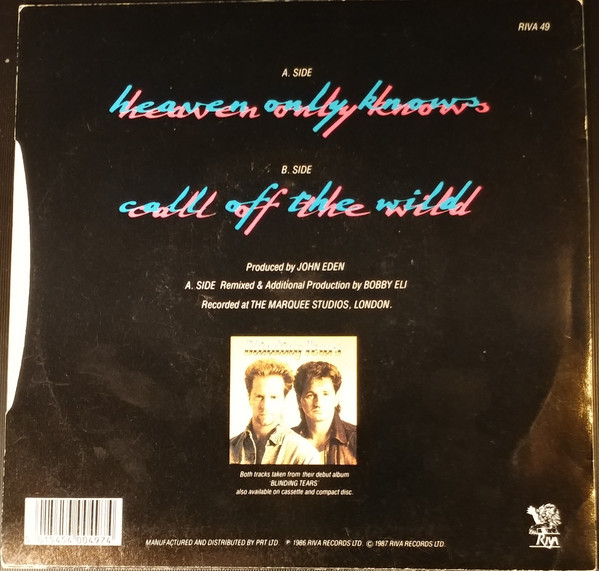 RIVA 49
A. SIDE
heaven only knows
B. SIDE
call of the wild
Produced by JOHN EDEN
A. SIDE Remixed & Additional Production by BOBBY ELI
Recorded at THE MARQUEE STUDIOS, LONDON.
Both tracks taken from their debut album
'BLINDING TEARS'
also available on cassette and compact disc.
MANUFACTURED AND DISTRIBUTED BY PRT LTD. ℗ 1986 RIVA RECORDS LTD. © 1987 RIVA RECORDS LTD.
Riva